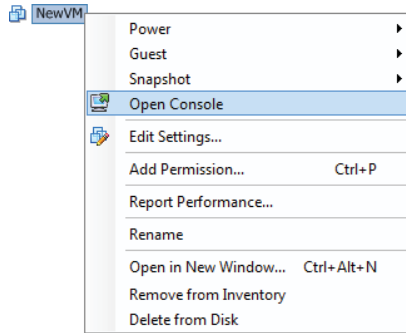 NewVM
Power
Guest
Snapshot
Open Console
Edit Settings...
Add Permission... Ctrl+P
Report Performance...
Rename
Open in New Window... Ctrl+Alt+N
Remove from Inventory
Delete from Disk